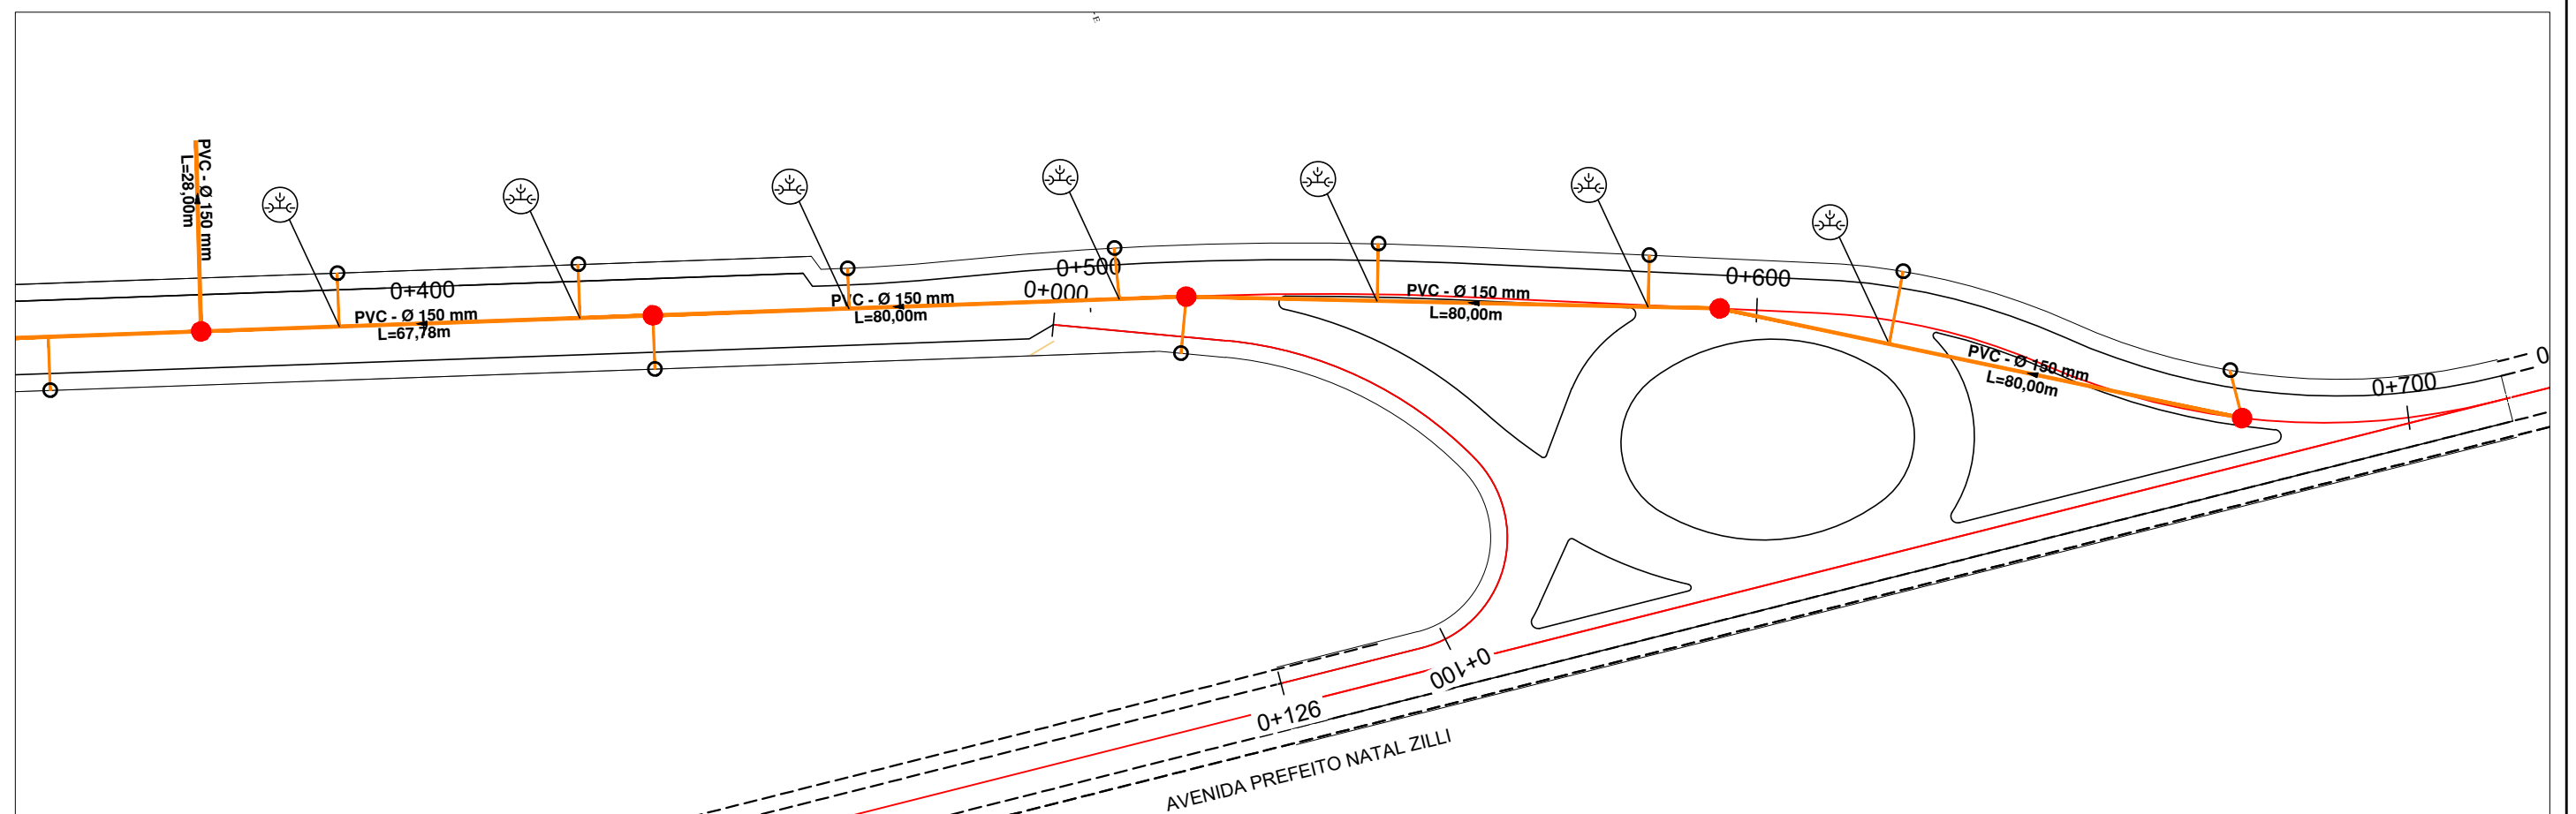 -E
PVC - Ø 150 mm
L=28,00m
0+400
PVC - Ø 150 mm
L=67,78m
0+500
0+000
PVC - Ø 150 mm
L=80,00m
PVC - Ø 150 mm
L=80,00m
0+600
PVC - Ø 150 mm
L=80,00m
0+700
0
0+100
0+126
AVENIDA PREFEITO NATAL ZILLI